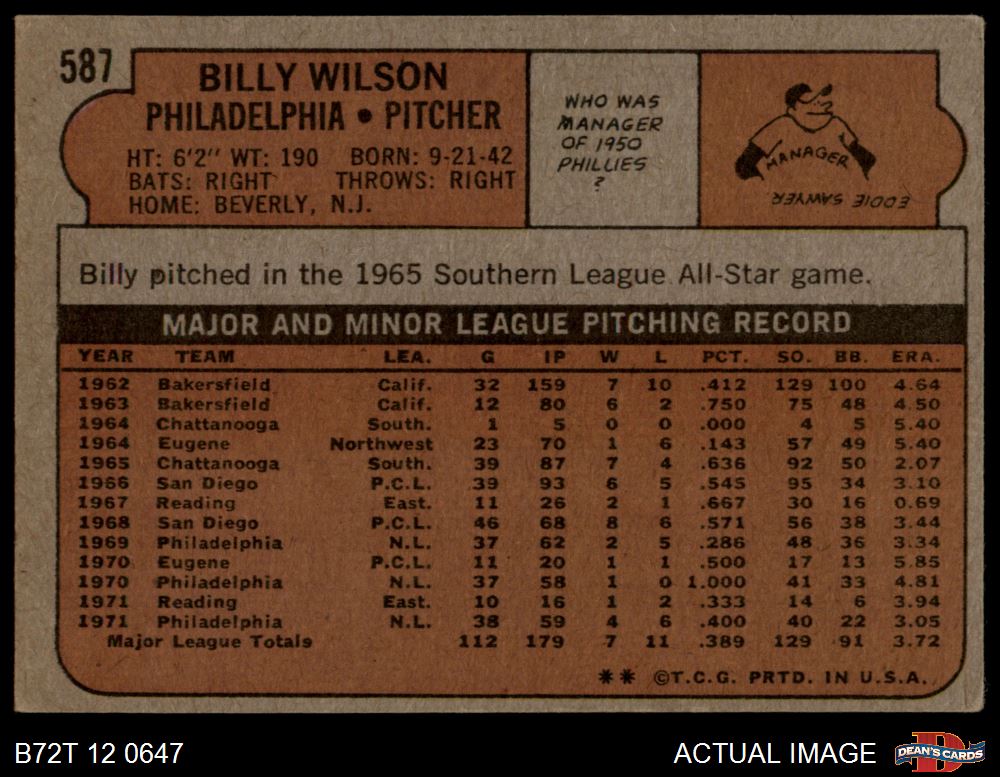 587
BILLY WILSON
PHILADELPHIA • PITCHER
HT: 6'2" WT: 190 BORN: 9-21-42
BATS: RIGHT THROWS: RIGHT
HOME: BEVERLY, N.J.
WHO WAS
MANAGER
OF 1950
PHILLIES
?
MANAGER
EDDIE SAWYER
Billy pitched in the 1965 Southern League All-Star game.
MAJOR AND MINOR LEAGUE PITCHING RECORD
YEAR TEAM LEA. G IP W L PCT. SO. BB. ERA.
1962 Bakersfield Calif. 32 159 7 10 .412 129 100 4.64
1963 Bakersfield Calif. 12 80 6 2 .750 75 48 4.50
1964 Chattanooga South. 1 5 0 0 .000 4 5 5.40
1964 Eugene Northwest 23 70 1 6 .143 57 49 5.40
1965 Chattanooga South. 39 87 7 4 .636 92 50 2.07
1966 San Diego P.C.L. 39 93 6 5 .545 95 34 3.10
1967 Reading East. 11 26 2 1 .667 30 16 0.69
1968 San Diego P.C.L. 46 68 8 6 .571 56 38 3.44
1969 Philadelphia N.L. 37 62 2 5 .286 48 36 3.34
1970 Eugene P.C.L. 11 20 1 1 .500 17 13 5.85
1970 Philadelphia N.L. 37 58 1 0 1.000 41 33 4.81
1971 Reading East. 10 16 1 2 .333 14 6 3.94
1971 Philadelphia N.L. 38 59 4 6 .400 40 22 3.05
Major League Totals 112 179 7 11 .389 129 91 3.72
** ©T.C.G. PRTD. IN U.S.A.
B72T 12 0647
ACTUAL IMAGE
D
DEAN'S CARDS